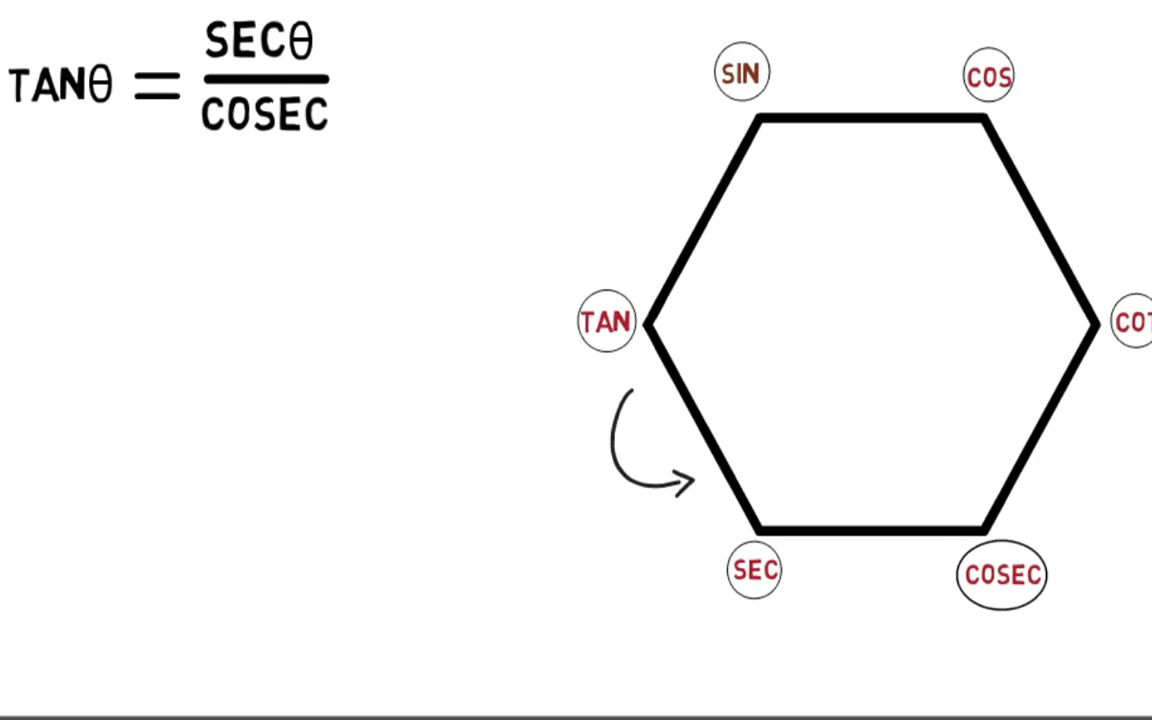 SECθ
TANθ =
COSEC
SIN
COS
TAN
COT
SEC
COSEC